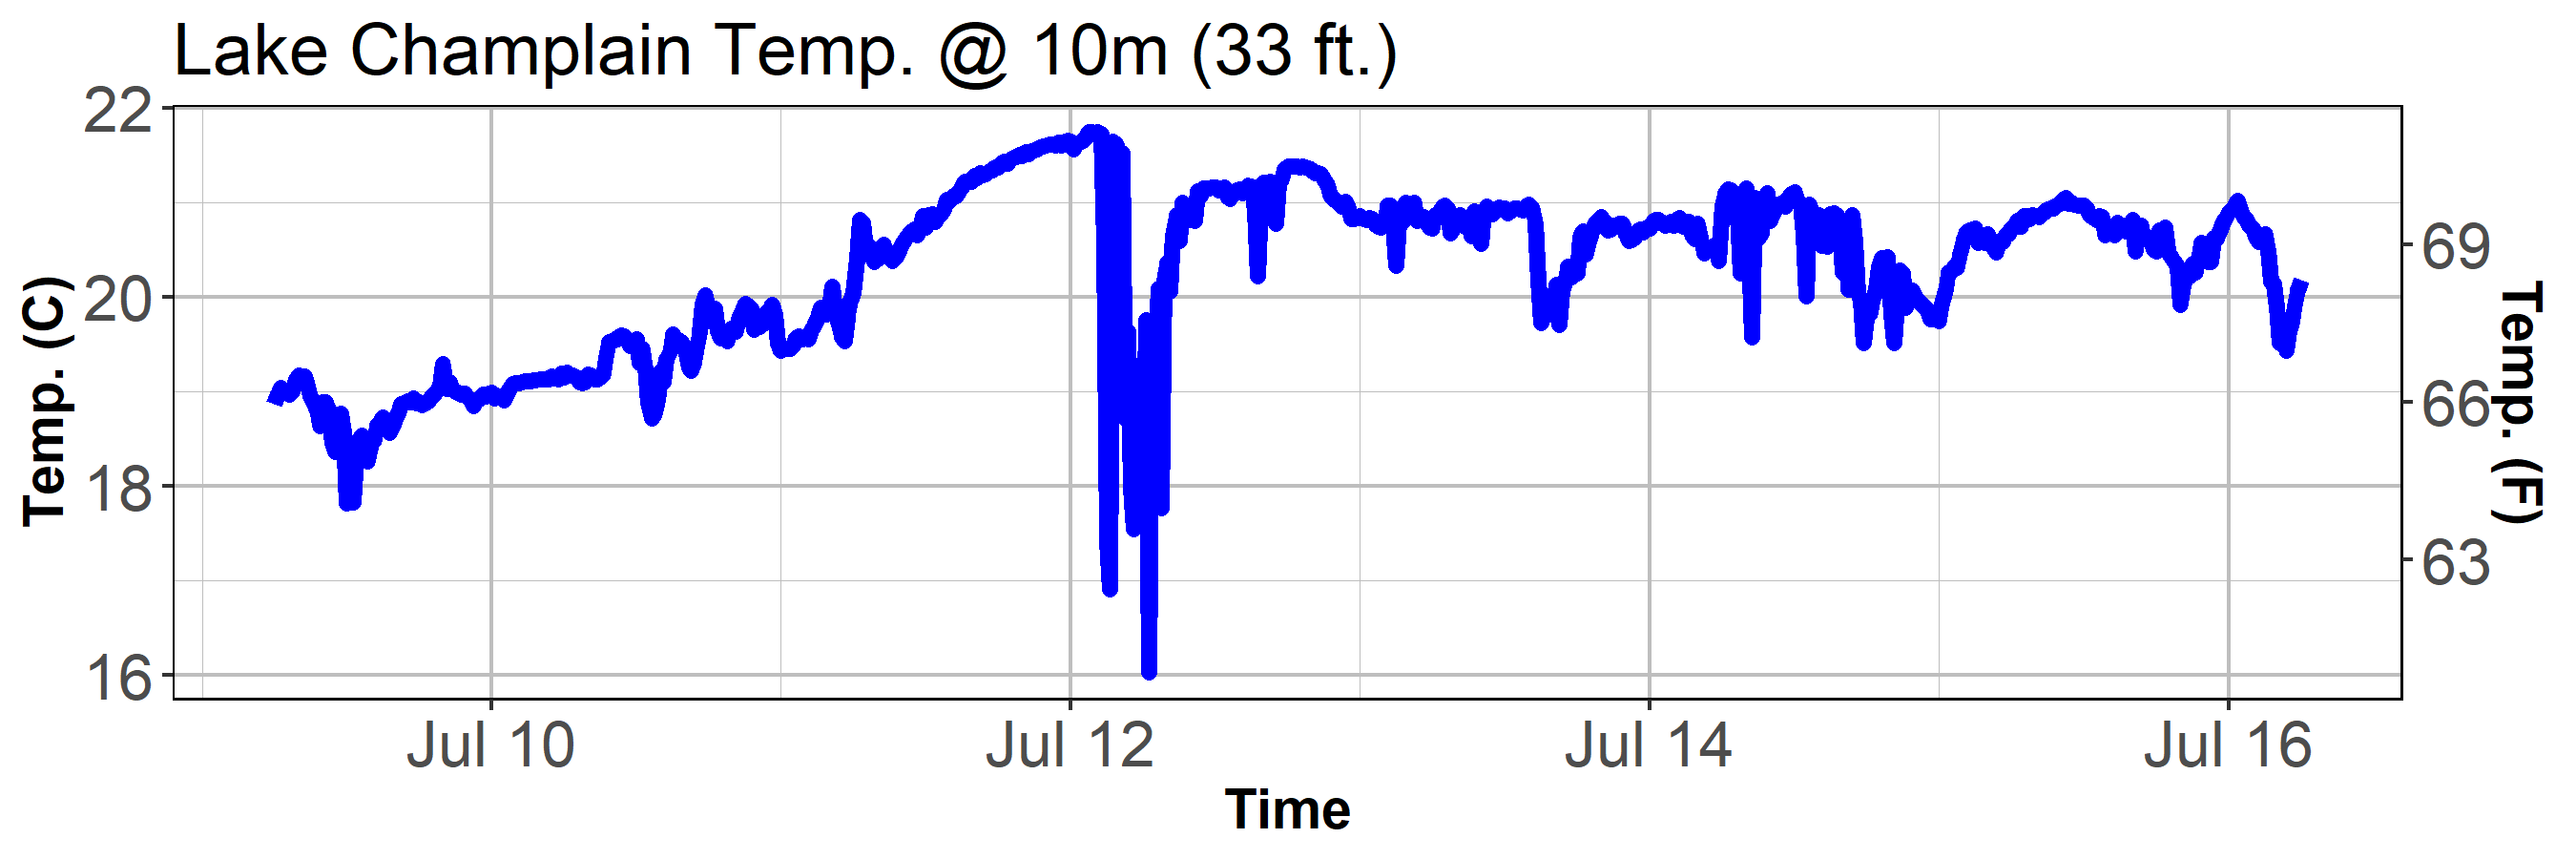 Lake Champlain Temp. @ 10m (33 ft.)
22
20
18
16
Temp. (C)
69
66
63
Temp. (F)
Jul 10 Jul 12 Jul 14 Jul 16
Time